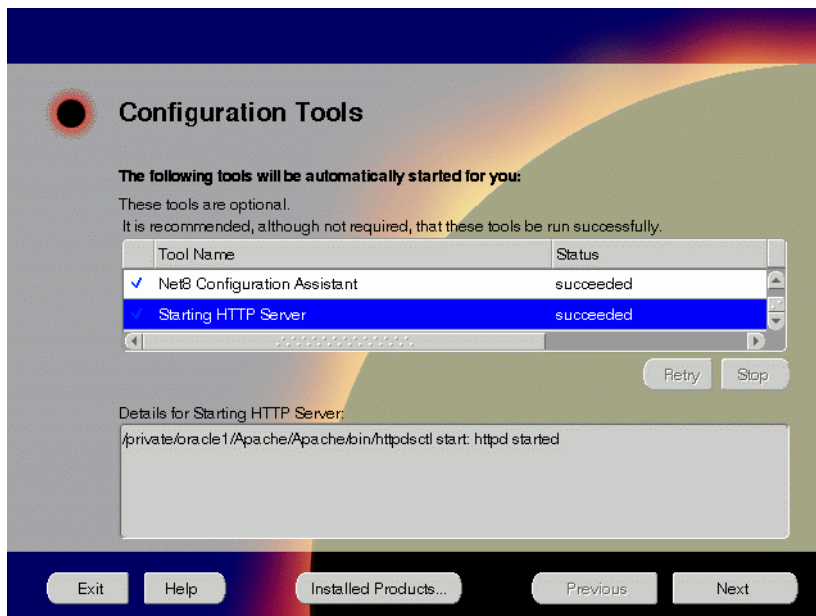 Configuration Tools
The following tools will be automatically started for you:
These tools are optional.
It is recommended, although not required, that these tools be run successfully.
Tool Name Status
Net8 Configuration Assistant succeeded
Starting HTTP Server succeeded
Retry Stop
Details for Starting HTTP Server:
/private/oracle1/Apache/Apache/bin/httpdsctl start: httpd started
Exit Help Installed Products... Previous Next